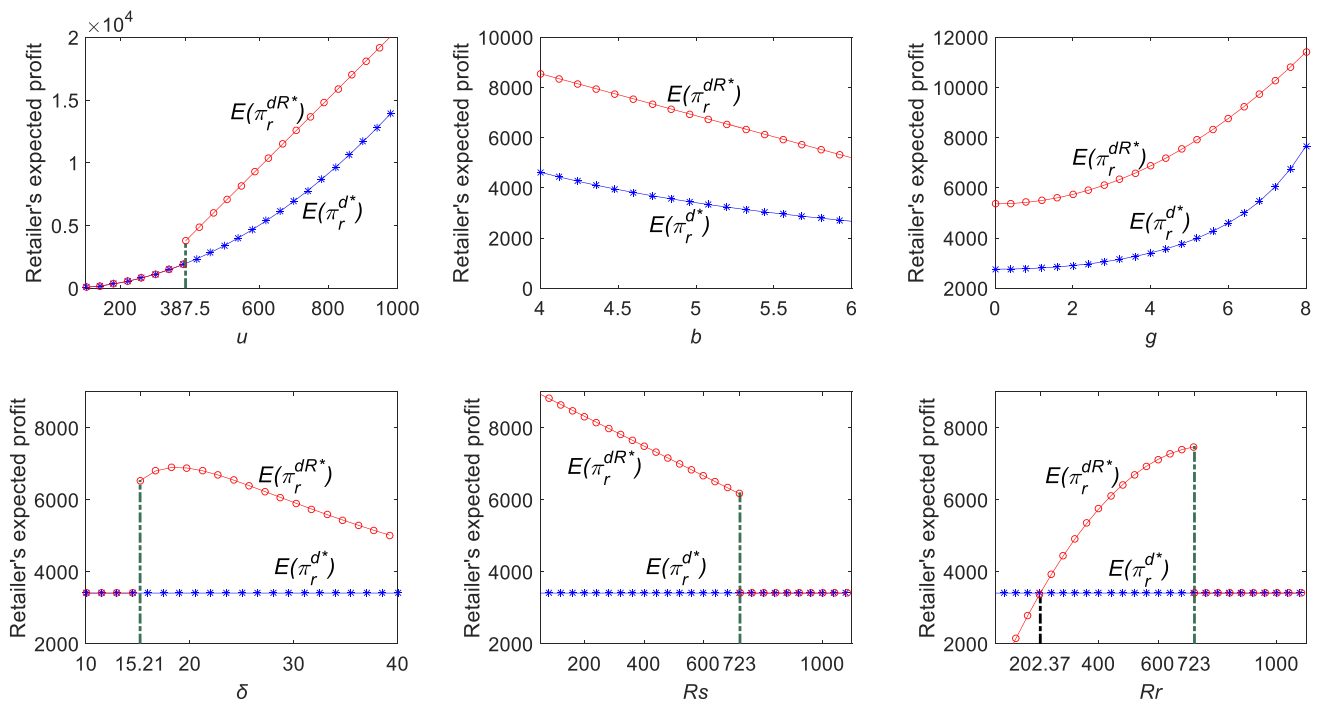 ×10⁴
Retailer's expected profit
2
1.5
1
0.5
0
E(π_r^{dR*})
E(π_r^{d*})
200 387.5 600 800 1000
u
Retailer's expected profit
10000
8000
6000
4000
2000
0
E(π_r^{dR*})
E(π_r^{d*})
4 4.5 5 5.5 6
b
Retailer's expected profit
12000
10000
8000
6000
4000
2000
E(π_r^{dR*})
E(π_r^{d*})
0 2 4 6 8
g
Retailer's expected profit
8000
6000
4000
2000
E(π_r^{dR*})
E(π_r^{d*})
10 15.21 20 30 40
δ
Retailer's expected profit
8000
6000
4000
2000
E(π_r^{dR*})
E(π_r^{d*})
200 400 600 723 1000
Rs
Retailer's expected profit
8000
6000
4000
2000
E(π_r^{dR*})
E(π_r^{d*})
202.37 400 600 723 1000
Rr